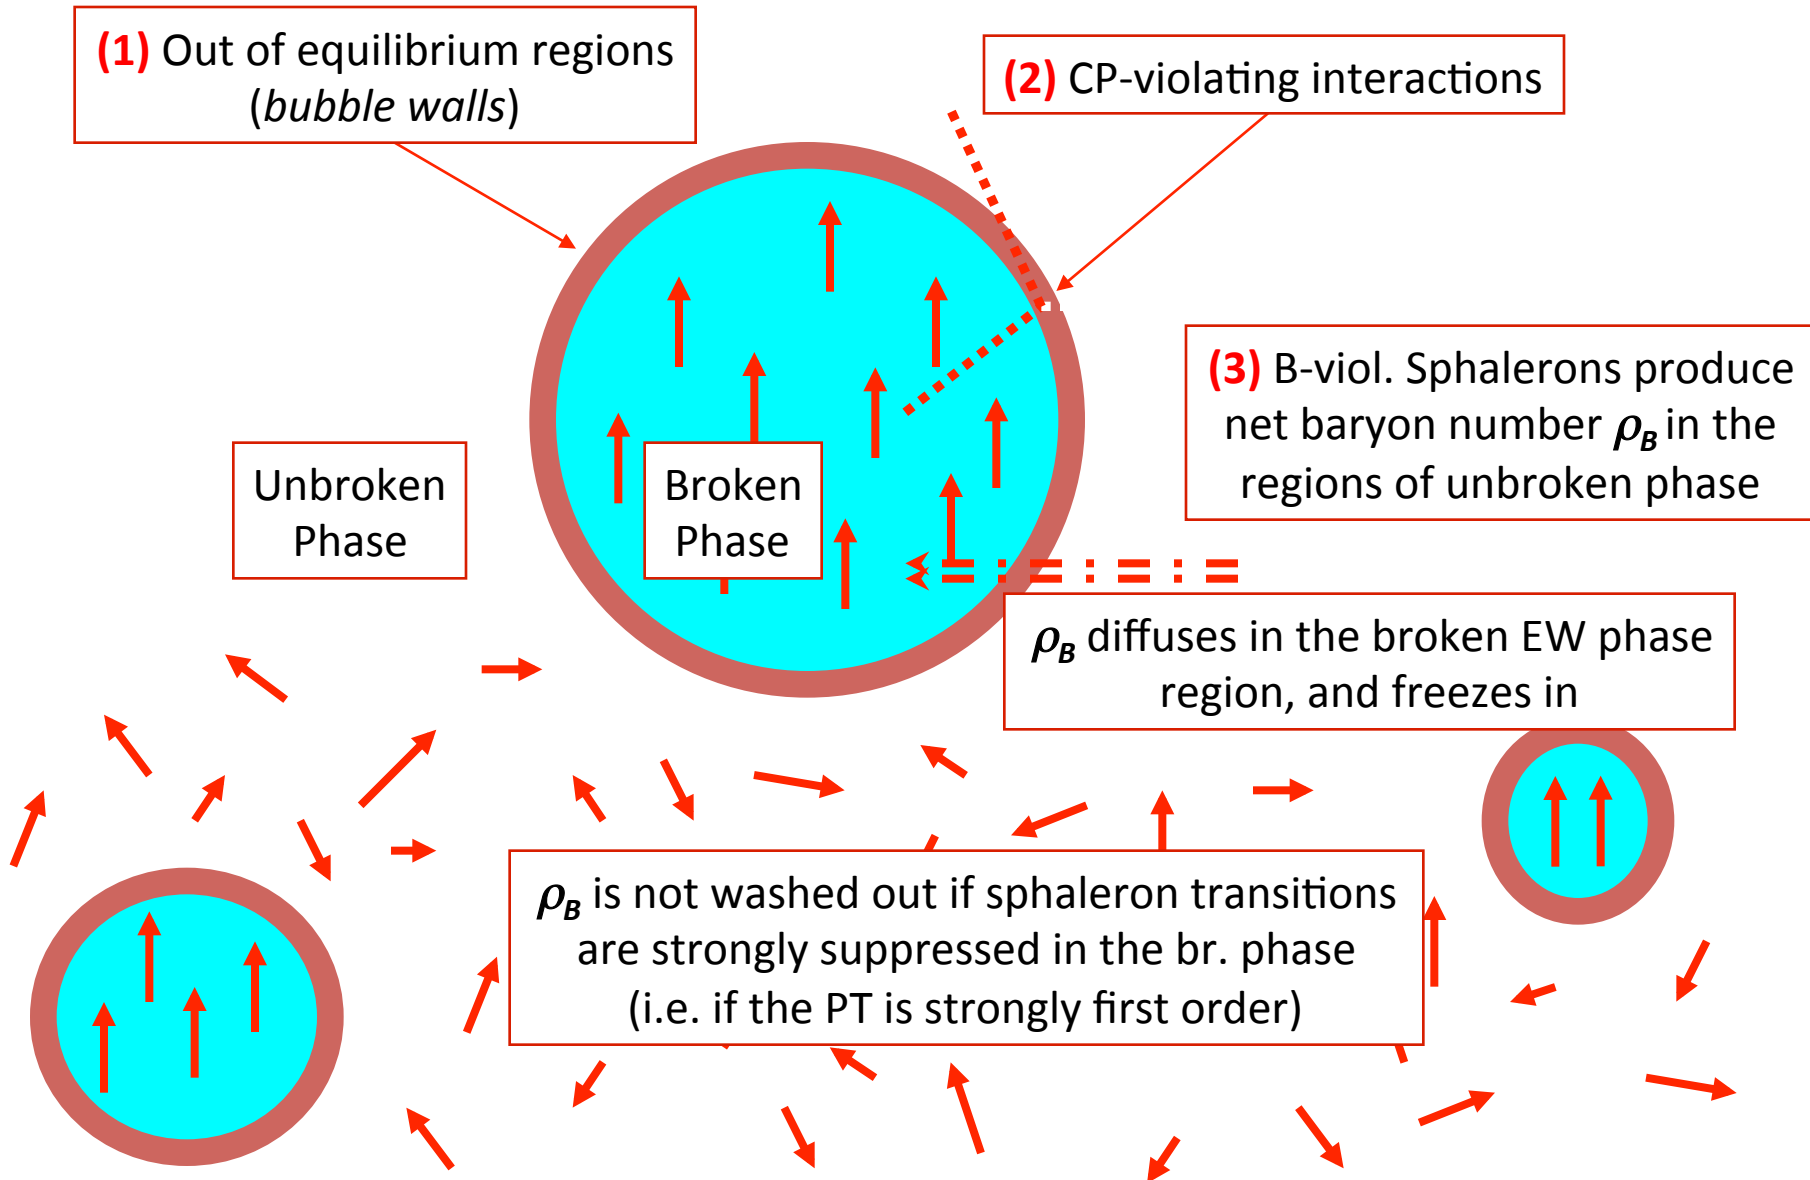 (1) Out of equilibrium regions
(bubble walls)
(2) CP-violating interactions
(3) B-viol. Sphalerons produce
net baryon number ρB in the
regions of unbroken phase
Unbroken
Phase
Broken
Phase
ρB diffuses in the broken EW phase
region, and freezes in
ρB is not washed out if sphaleron transitions
are strongly suppressed in the br. phase
(i.e. if the PT is strongly first order)